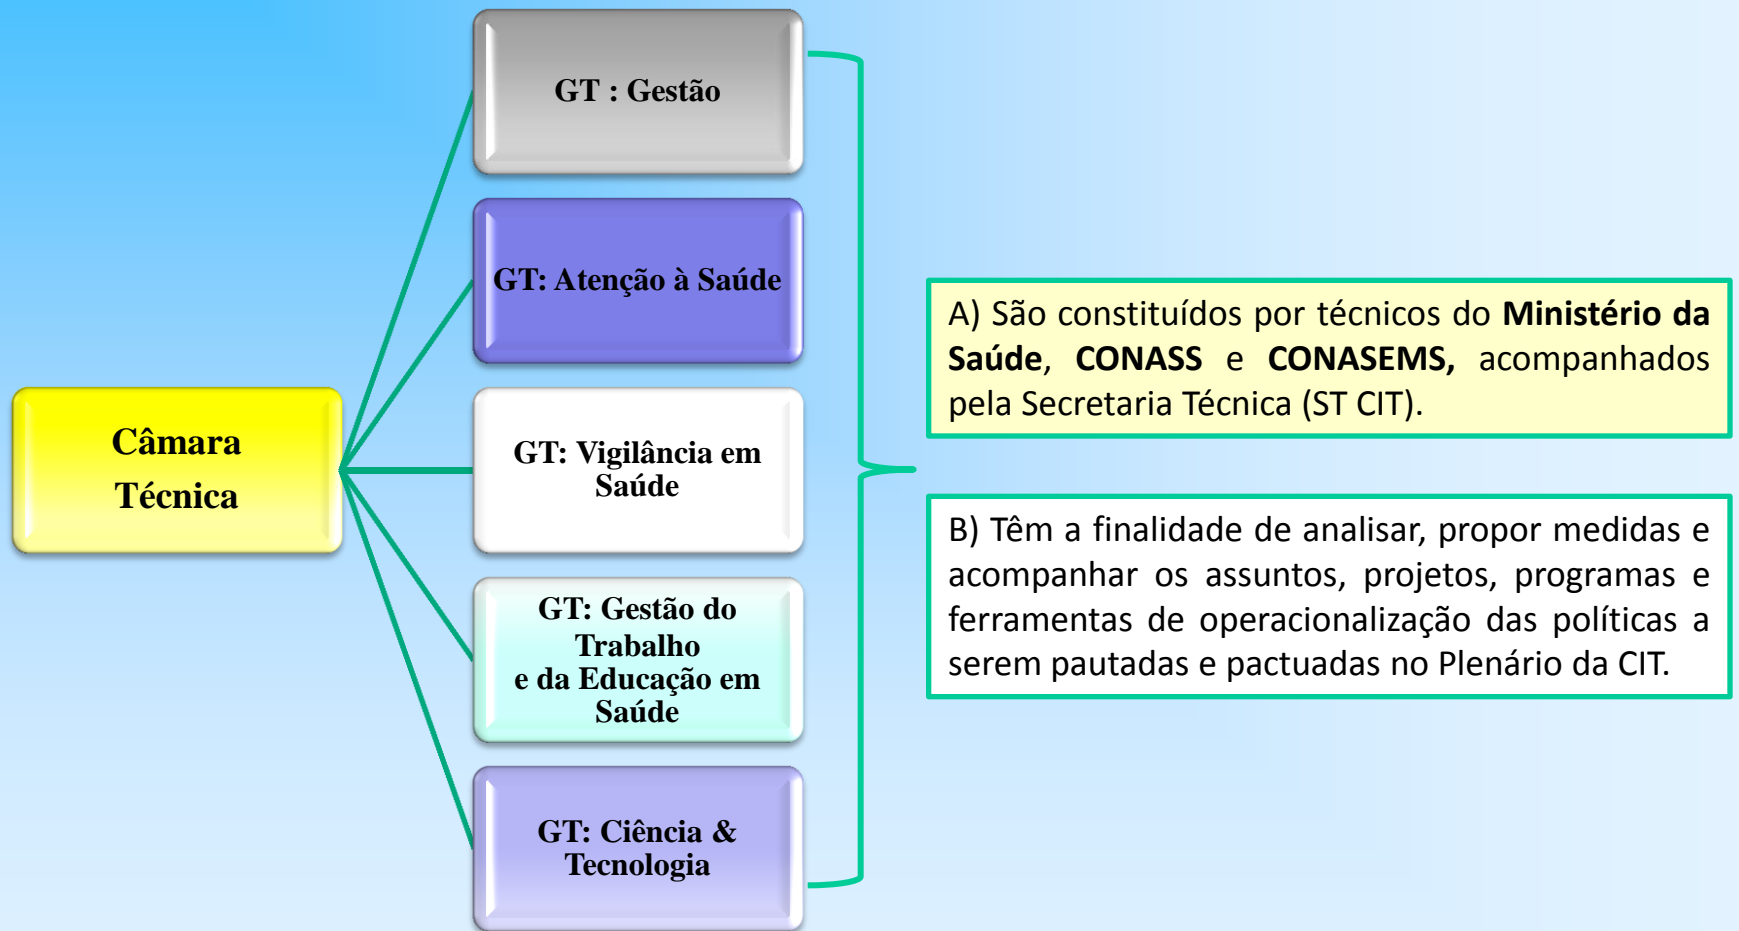 GT : Gestão
GT: Atenção à Saúde
Câmara
Técnica
GT: Vigilância em
Saúde
GT: Gestão do
Trabalho
e da Educação em
Saúde
GT: Ciência &
Tecnologia
A) São constituídos por técnicos do Ministério da
Saúde, CONASS e CONASEMS, acompanhados
pela Secretaria Técnica (ST CIT).
B) Têm a finalidade de analisar, propor medidas e
acompanhar os assuntos, projetos, programas e
ferramentas de operacionalização das políticas a
serem pautadas e pactuadas no Plenário da CIT.